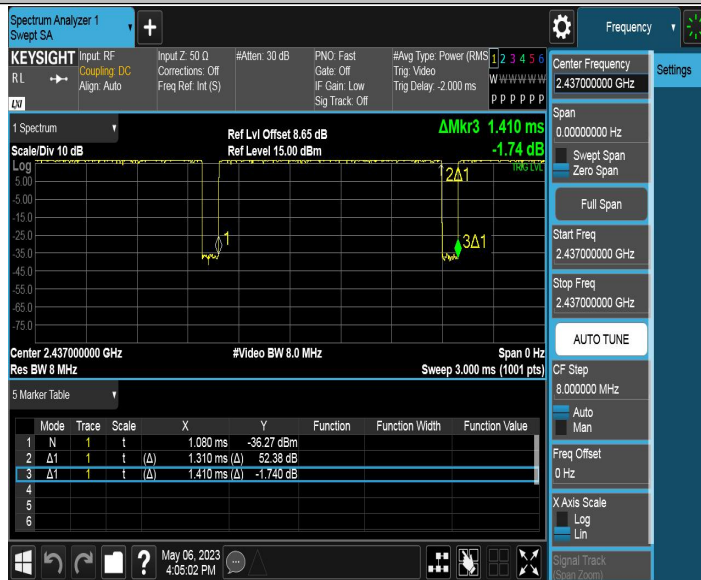 Spectrum Analyzer 1
Swept SA
+
Frequency
KEYSIGHT
RL
LXI
Input: RF
Coupling: DC
Align: Auto
Input Z: 50 Ω
Corrections: Off
Freq Ref: Int (S)
#Atten: 30 dB
PNO: Fast
Gate: Off
IF Gain: Low
Sig Track: Off
#Avg Type: Power (RMS
Trig: Video
Trig Delay: -2.000 ms
1 2 3 4 5 6
W W W W W W
P P P P P P
Center Frequency
2.437000000 GHz
Settings
Span
0.00000000 Hz
Swept Span
Zero Span
Full Span
Start Freq
2.437000000 GHz
Stop Freq
2.437000000 GHz
AUTO TUNE
CF Step
8.000000 MHz
Auto
Man
Freq Offset
0 Hz
X Axis Scale
Log
Lin
Signal Track
(Span Zoom)
1 Spectrum
Scale/Div 10 dB
Ref Lvl Offset 8.65 dB
Ref Level 15.00 dBm
ΔMkr3 1.410 ms
-1.74 dB
Log
TRIG LVL
5.00
-5.00
-15.0
-25.0
-35.0
-45.0
-55.0
-65.0
-75.0
1
2Δ1
3Δ1
Center 2.437000000 GHz
Res BW 8 MHz
#Video BW 8.0 MHz
Span 0 Hz
Sweep 3.000 ms (1001 pts)
5 Marker Table
Mode Trace Scale X Y Function Function Width Function Value
1 N 1 t 1.080 ms -36.27 dBm
2 Δ1 1 t (Δ) 1.310 ms (Δ) 52.38 dB
3 Δ1 1 t (Δ) 1.410 ms (Δ) -1.740 dB
4
5
6
?
May 06, 2023
4:05:02 PM